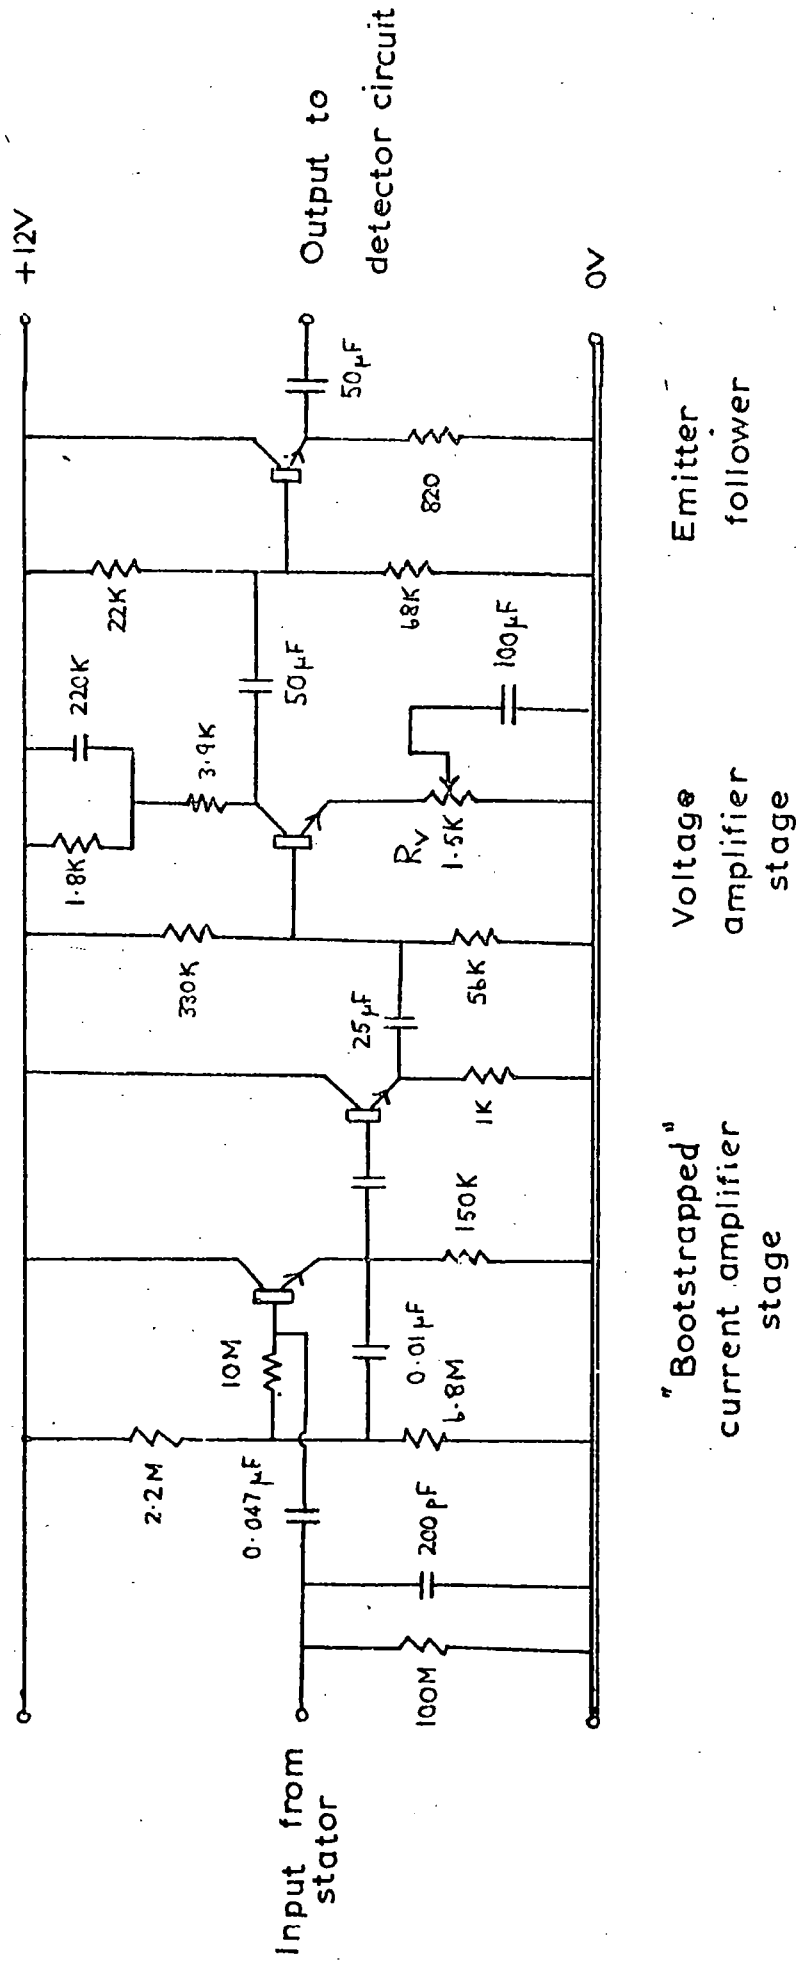 +12V
Input from
stator
Output to
detector circuit
0V
100M
200pF
0.047µF
2.2M
6.8M
10M
0.01µF
150K
1K
25µF
330K
56K
1.8K
220K
3.9K
Rv
1.5K
50µF
100µF
22K
68K
820
50µF
"Bootstrapped"
current amplifier
stage
Voltage
amplifier
stage
Emitter
follower